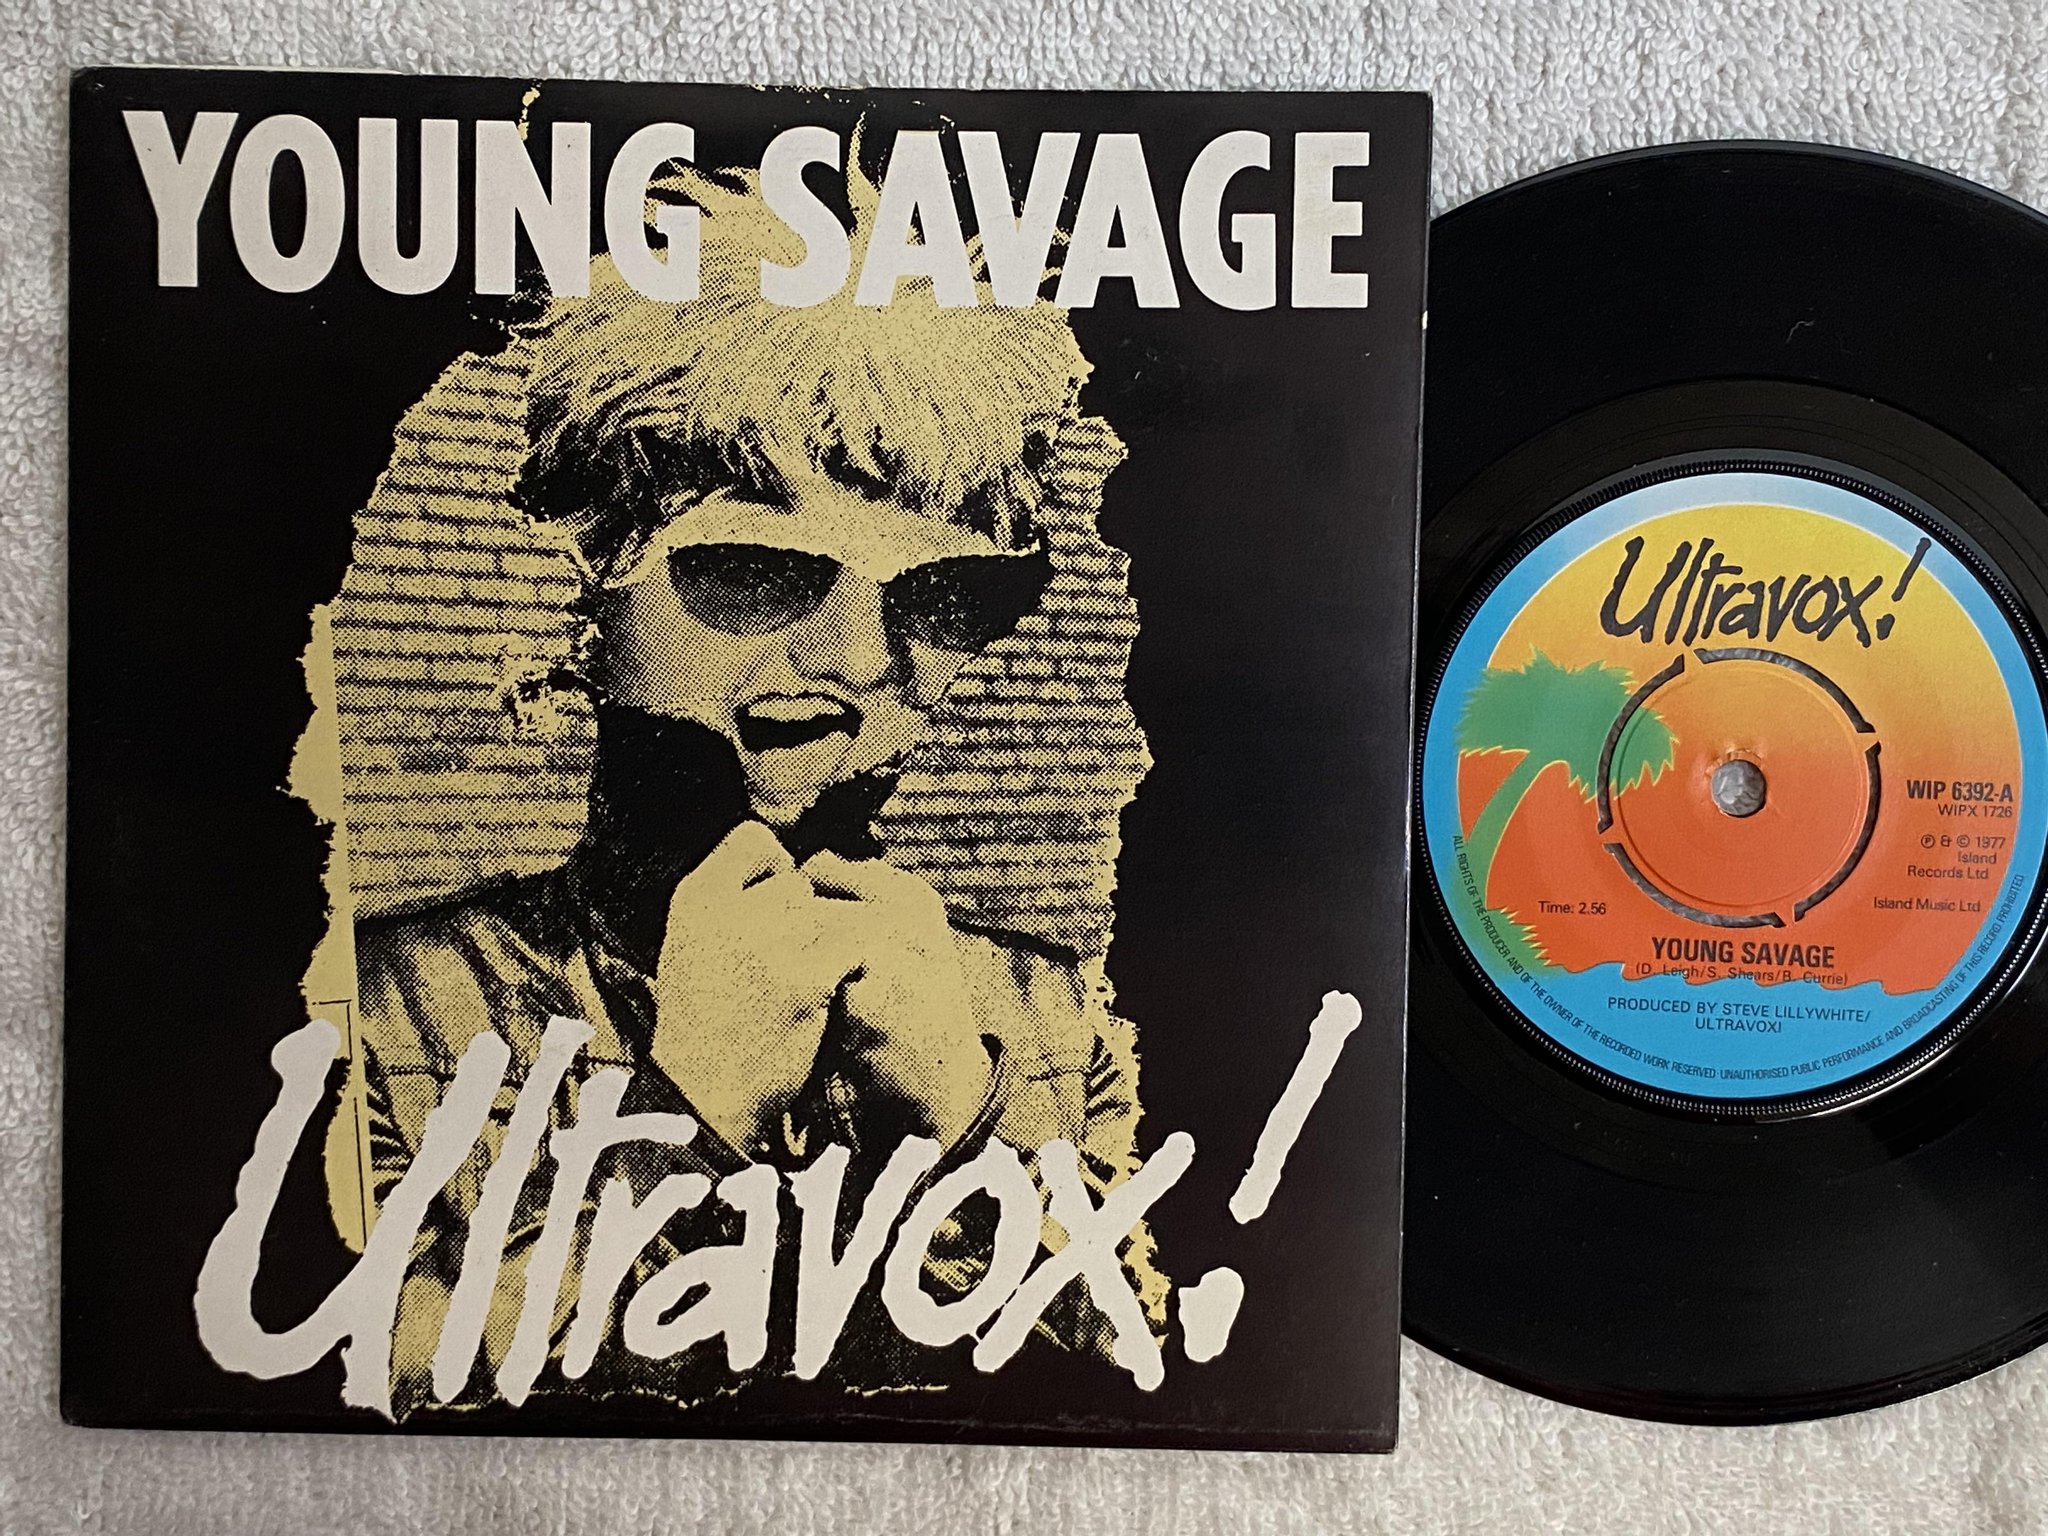 YOUNG SAVAGE
Ultravox!
Ultravox!
WIP 6392-A
WIPX 1726
℗ & © 1977
Island
Records Ltd
Island Music Ltd
Time: 2.56
YOUNG SAVAGE
(D. Leigh/S. Shears/B. Currie)
PRODUCED BY STEVE LILLYWHITE/
ULTRAVOX!
ALL RIGHTS OF THE PRODUCER AND OF THE OWNER OF THE RECORDED WORK RESERVED · UNAUTHORISED PUBLIC PERFORMANCE AND BROADCASTING OF THIS RECORD PROHIBITED